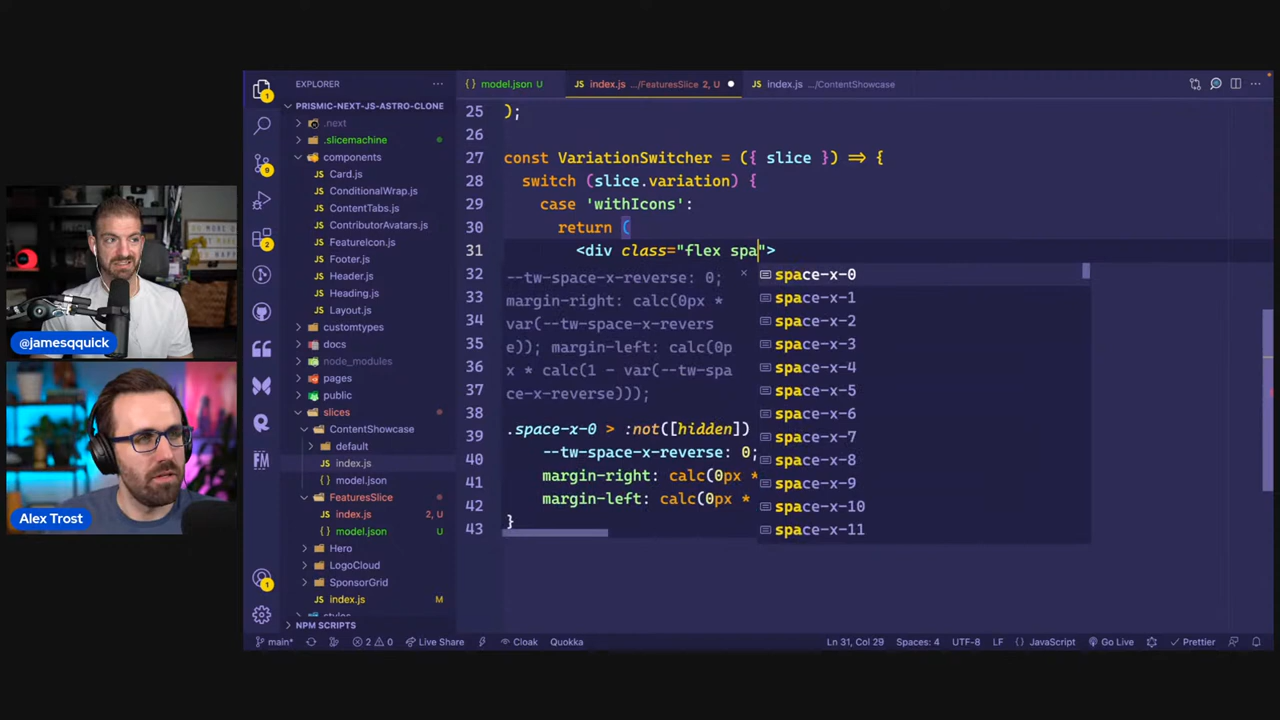 @jamesqquick
Alex Trost
EXPLORER
PRISMIC-NEXT-JS-ASTRO-CLONE
.next
.slicemachine
components
Card.js
ConditionalWrap.js
ContentTabs.js
ContributorAvatars.js
FeatureIcon.js
Footer.js
Header.js
Heading.js
Layout.js
customtypes
docs
node_modules
pages
public
slices
ContentShowcase
default
index.js
model.json
FeaturesSlice
index.js 2, U
model.json U
Hero
LogoCloud
SponsorGrid
index.js M
NPM SCRIPTS
model.json U
index.js .../FeaturesSlice 2, U
index.js .../ContentShowcase
25 );
26
27 const VariationSwitcher = ({ slice }) => {
28 switch (slice.variation) {
29 case 'withIcons':
30 return (
31 <div class="flex spa">
32
33
34
35
36
37
38
39
40
41
42
43
--tw-space-x-reverse: 0;
margin-right: calc(0px *
var(--tw-space-x-revers
e)); margin-left: calc(0p
x * calc(1 - var(--tw-spa
ce-x-reverse)));
.space-x-0 > :not([hidden])
--tw-space-x-reverse: 0;
margin-right: calc(0px *
margin-left: calc(0px *
}
space-x-0
space-x-1
space-x-2
space-x-3
space-x-4
space-x-5
space-x-6
space-x-7
space-x-8
space-x-9
space-x-10
space-x-11
main* 2 0 Live Share Cloak Quokka Ln 31, Col 29 Spaces: 4 UTF-8 LF {} JavaScript Go Live Prettier